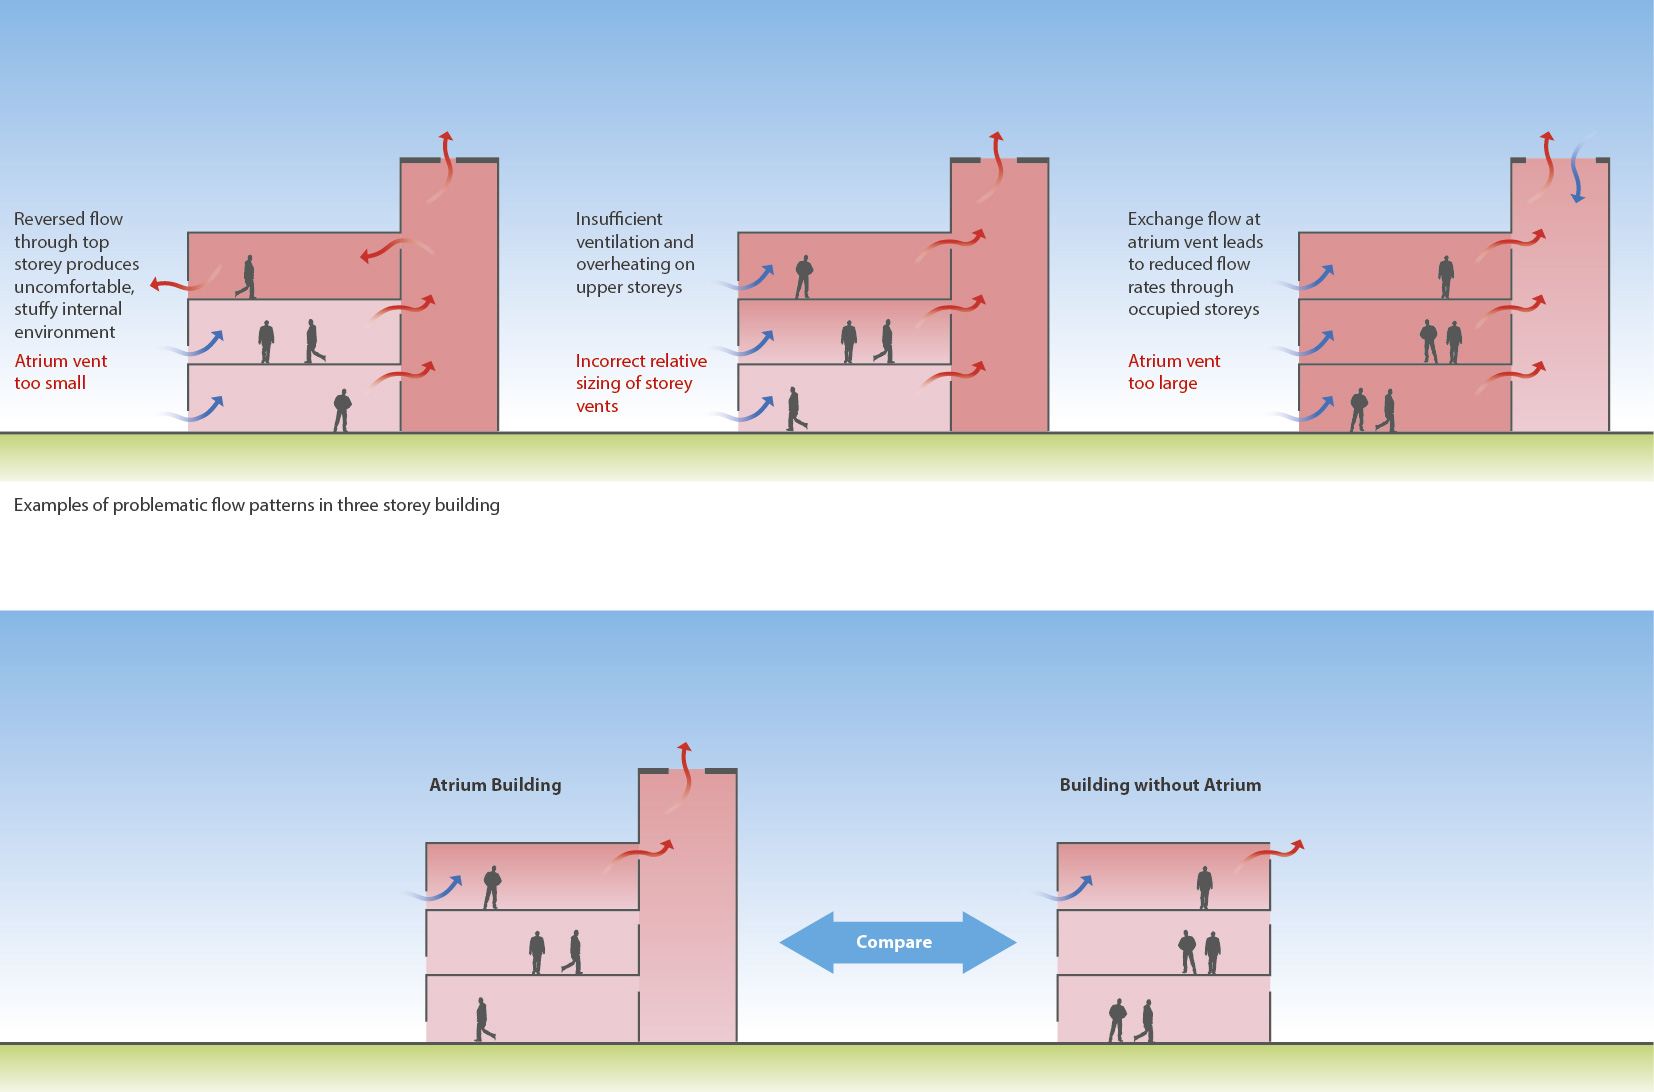 Reversed flow
through top
storey produces
uncomfortable,
stuffy internal
environment
Atrium vent
too small
Insufficient
ventilation and
overheating on
upper storeys
Incorrect relative
sizing of storey
vents
Exchange flow at
atrium vent leads
to reduced flow
rates through
occupied storeys
Atrium vent
too large
Examples of problematic flow patterns in three storey building
Atrium Building
Compare
Building without Atrium